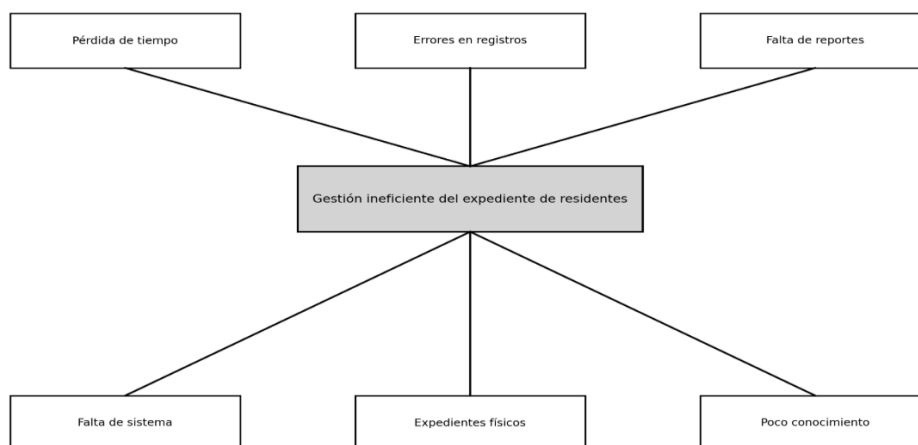 Pérdida de tiempo
Errores en registros
Falta de reportes
Gestión ineficiente del expediente de residentes
Falta de sistema
Expedientes físicos
Poco conocimiento